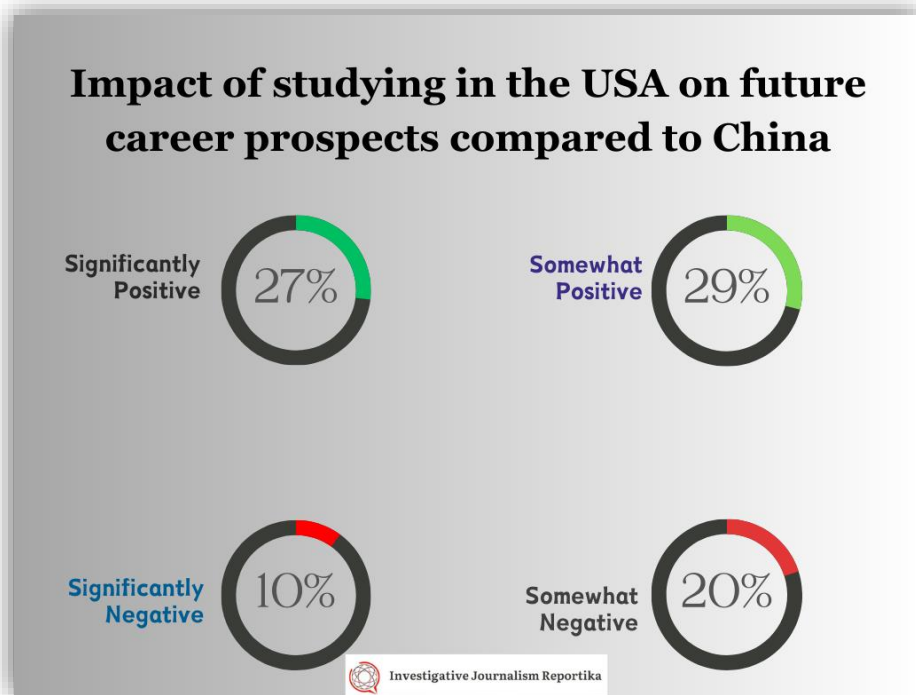 Impact of studying in the USA on future
career prospects compared to China
Significantly
Positive
27%
Somewhat
Positive
29%
Significantly
Negative
10%
Somewhat
Negative
20%
Investigative Journalism Reportika